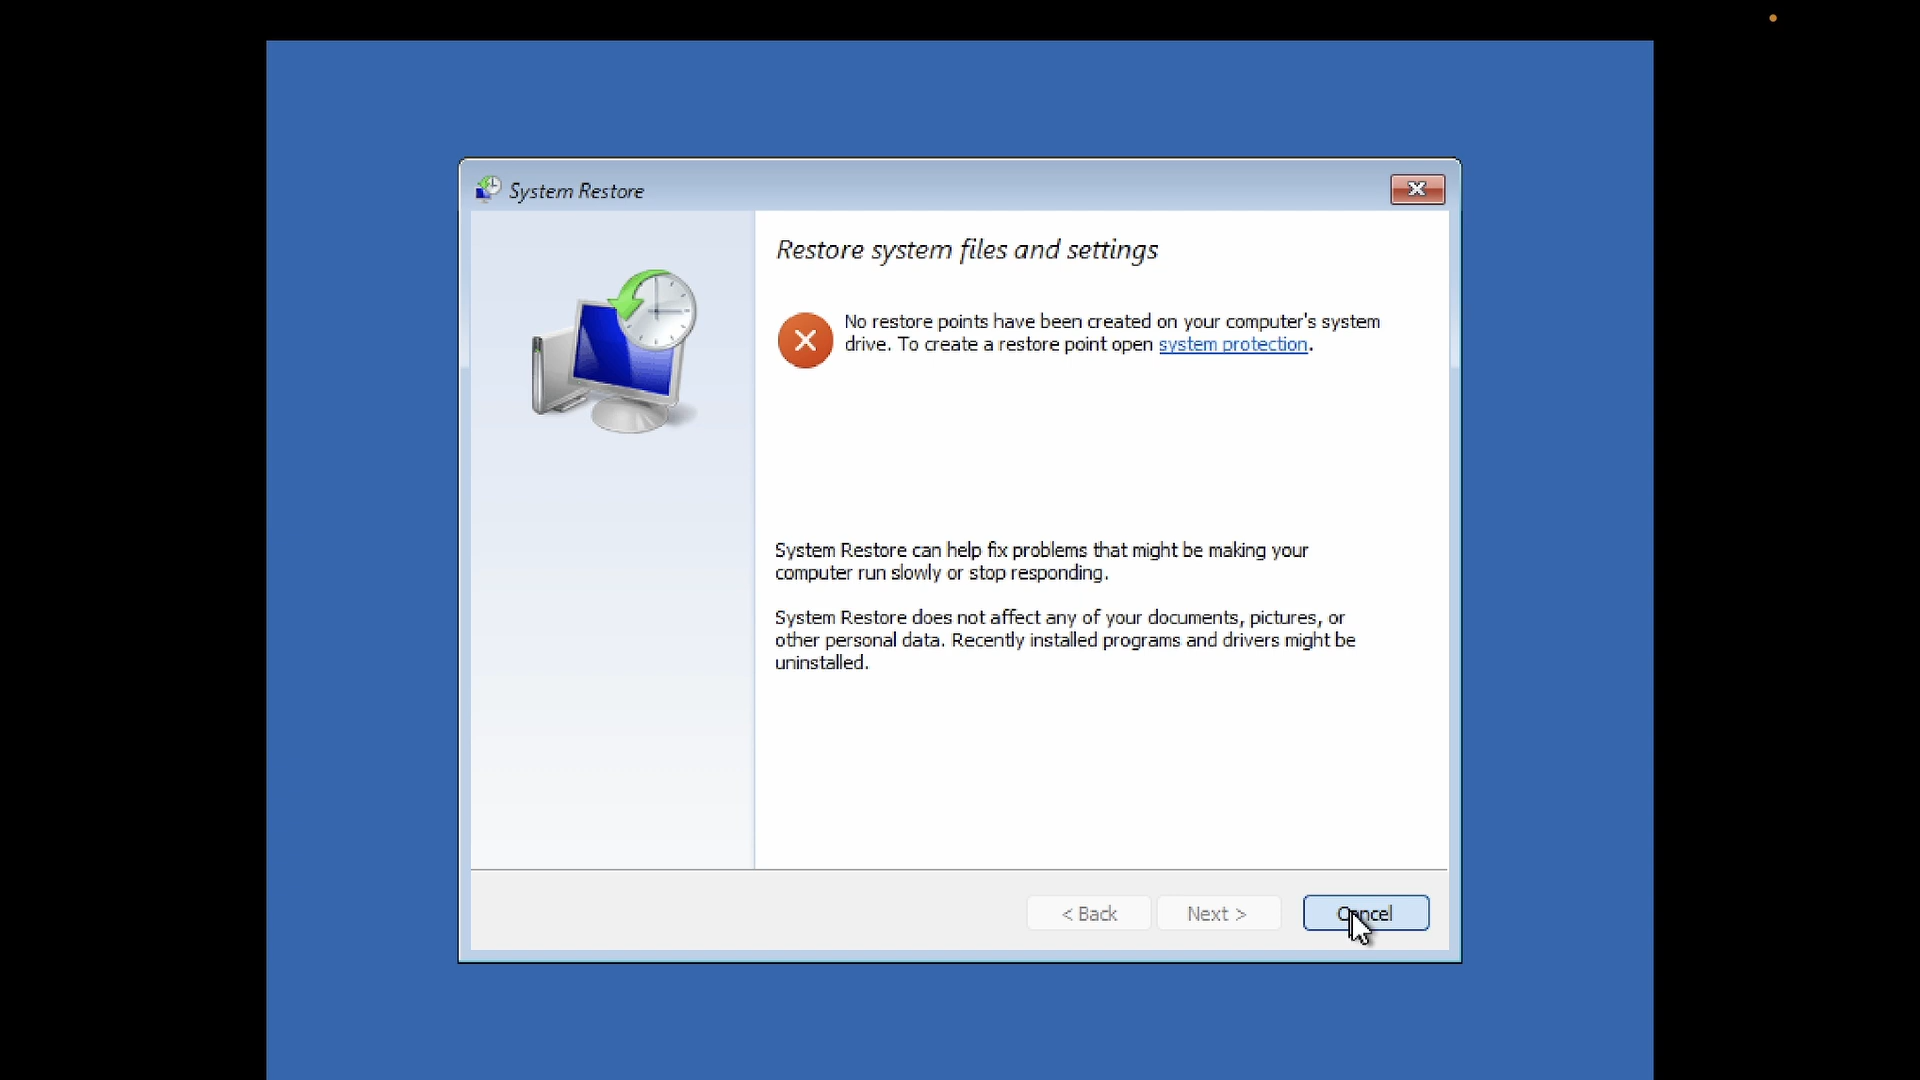 System Restore
Restore system files and settings
No restore points have been created on your computer's system
drive. To create a restore point open system protection.
System Restore can help fix problems that might be making your
computer run slowly or stop responding.
System Restore does not affect any of your documents, pictures, or
other personal data. Recently installed programs and drivers might be
uninstalled.
< Back
Next >
Cancel